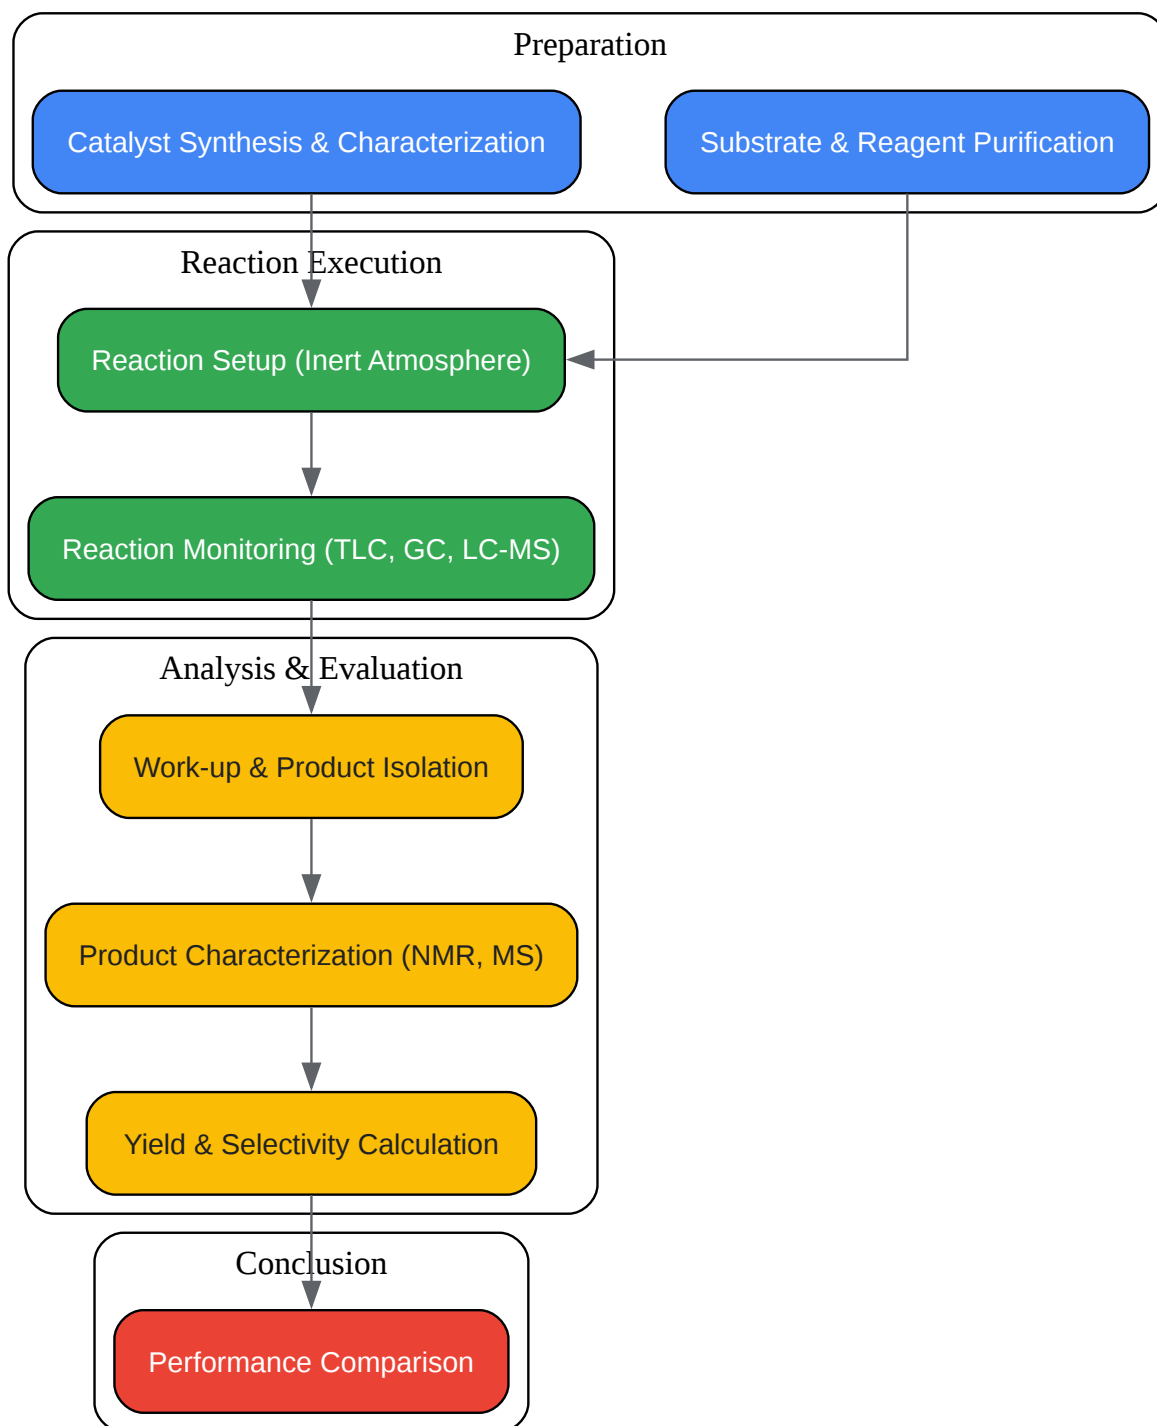 Preparation
Catalyst Synthesis & Characterization
Substrate & Reagent Purification
Reaction Execution
Reaction Setup (Inert Atmosphere)
Reaction Monitoring (TLC, GC, LC-MS)
Analysis & Evaluation
Work-up & Product Isolation
Product Characterization (NMR, MS)
Yield & Selectivity Calculation
Conclusion
Performance Comparison